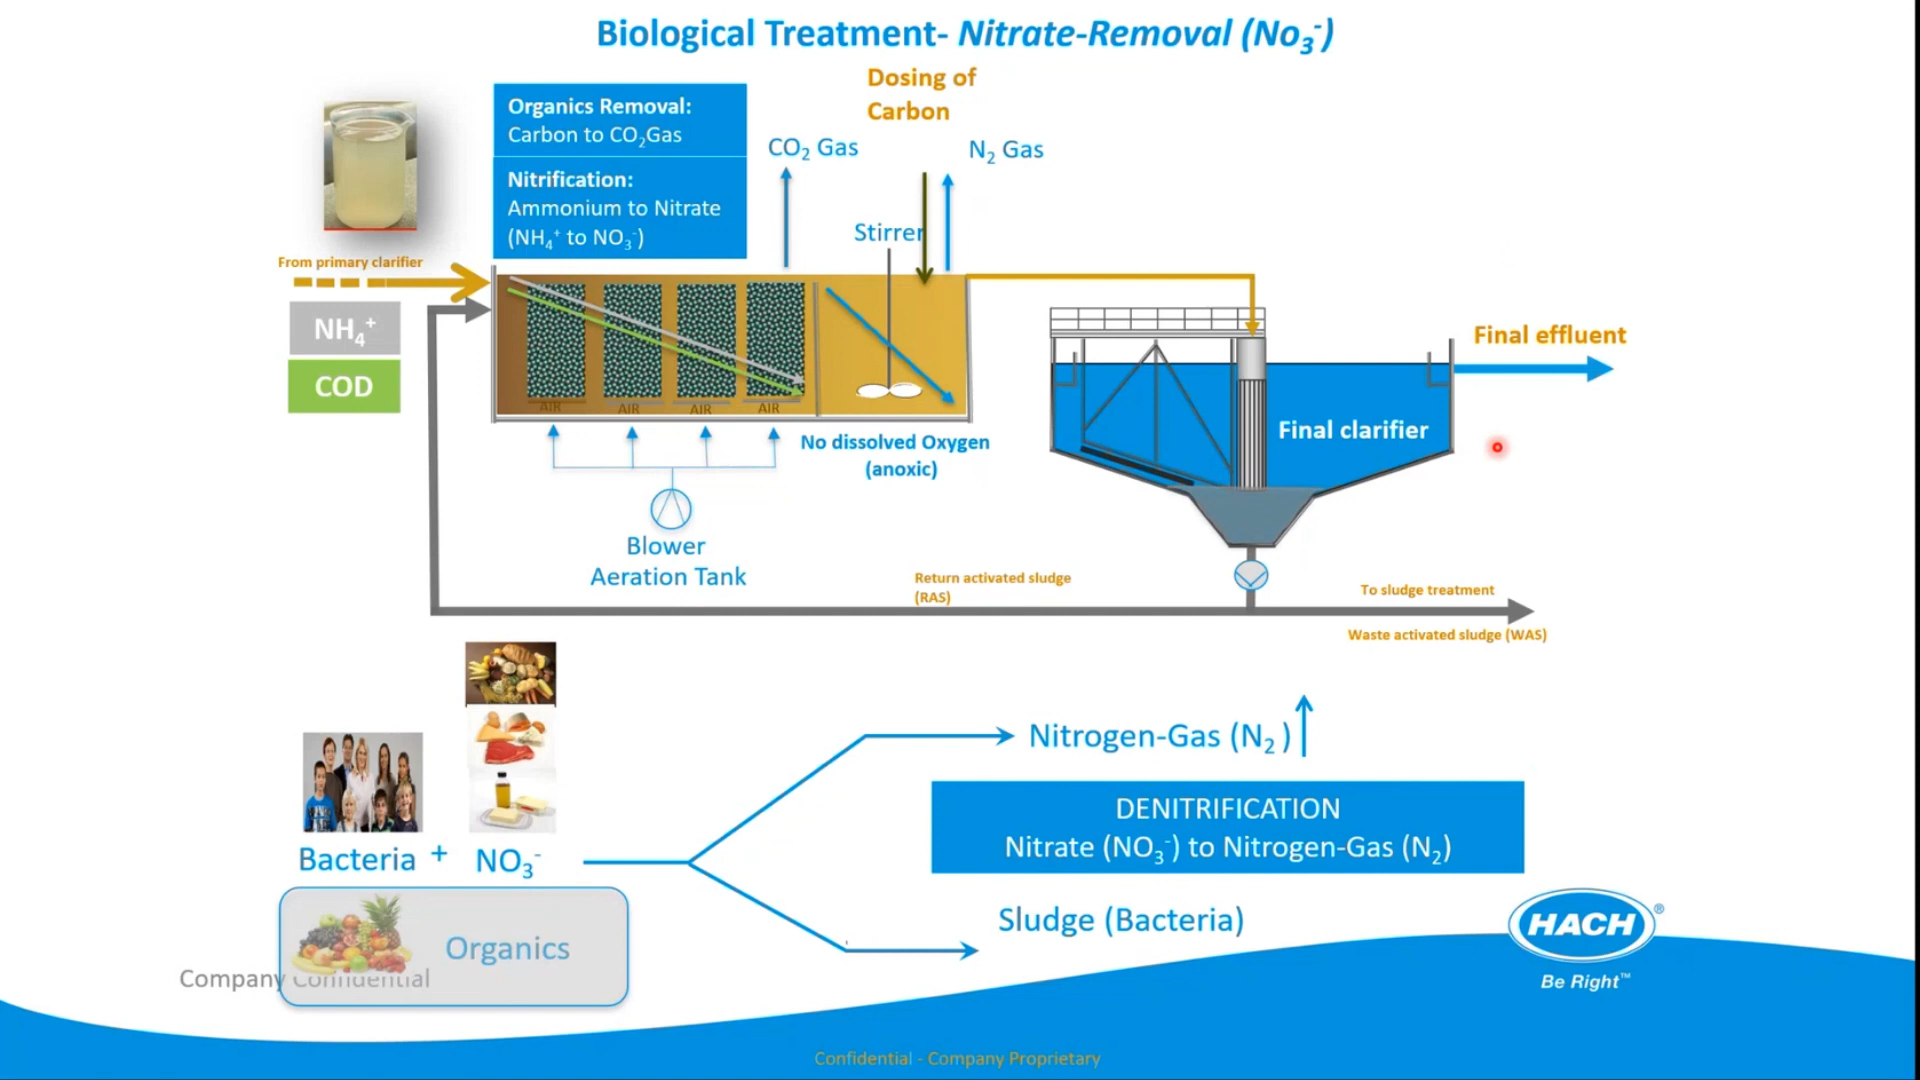 Biological Treatment- Nitrate-Removal (No₃⁻)
Dosing of
Carbon
Organics Removal:
Carbon to CO₂Gas
Nitrification:
Ammonium to Nitrate
(NH₄⁺ to NO₃⁻)
CO₂ Gas
N₂ Gas
Stirrer
From primary clarifier
NH₄⁺
COD
AIR
AIR
AIR
AIR
No dissolved Oxygen
(anoxic)
Final effluent
Final clarifier
Blower
Aeration Tank
Return activated sludge
(RAS)
To sludge treatment
Waste activated sludge (WAS)
Nitrogen-Gas (N₂)
DENITRIFICATION
Nitrate (NO₃⁻) to Nitrogen-Gas (N₂)
Bacteria + NO₃⁻
Sludge (Bacteria)
Organics
Company Confidential
HACH®
Be Right™
Confidential - Company Proprietary